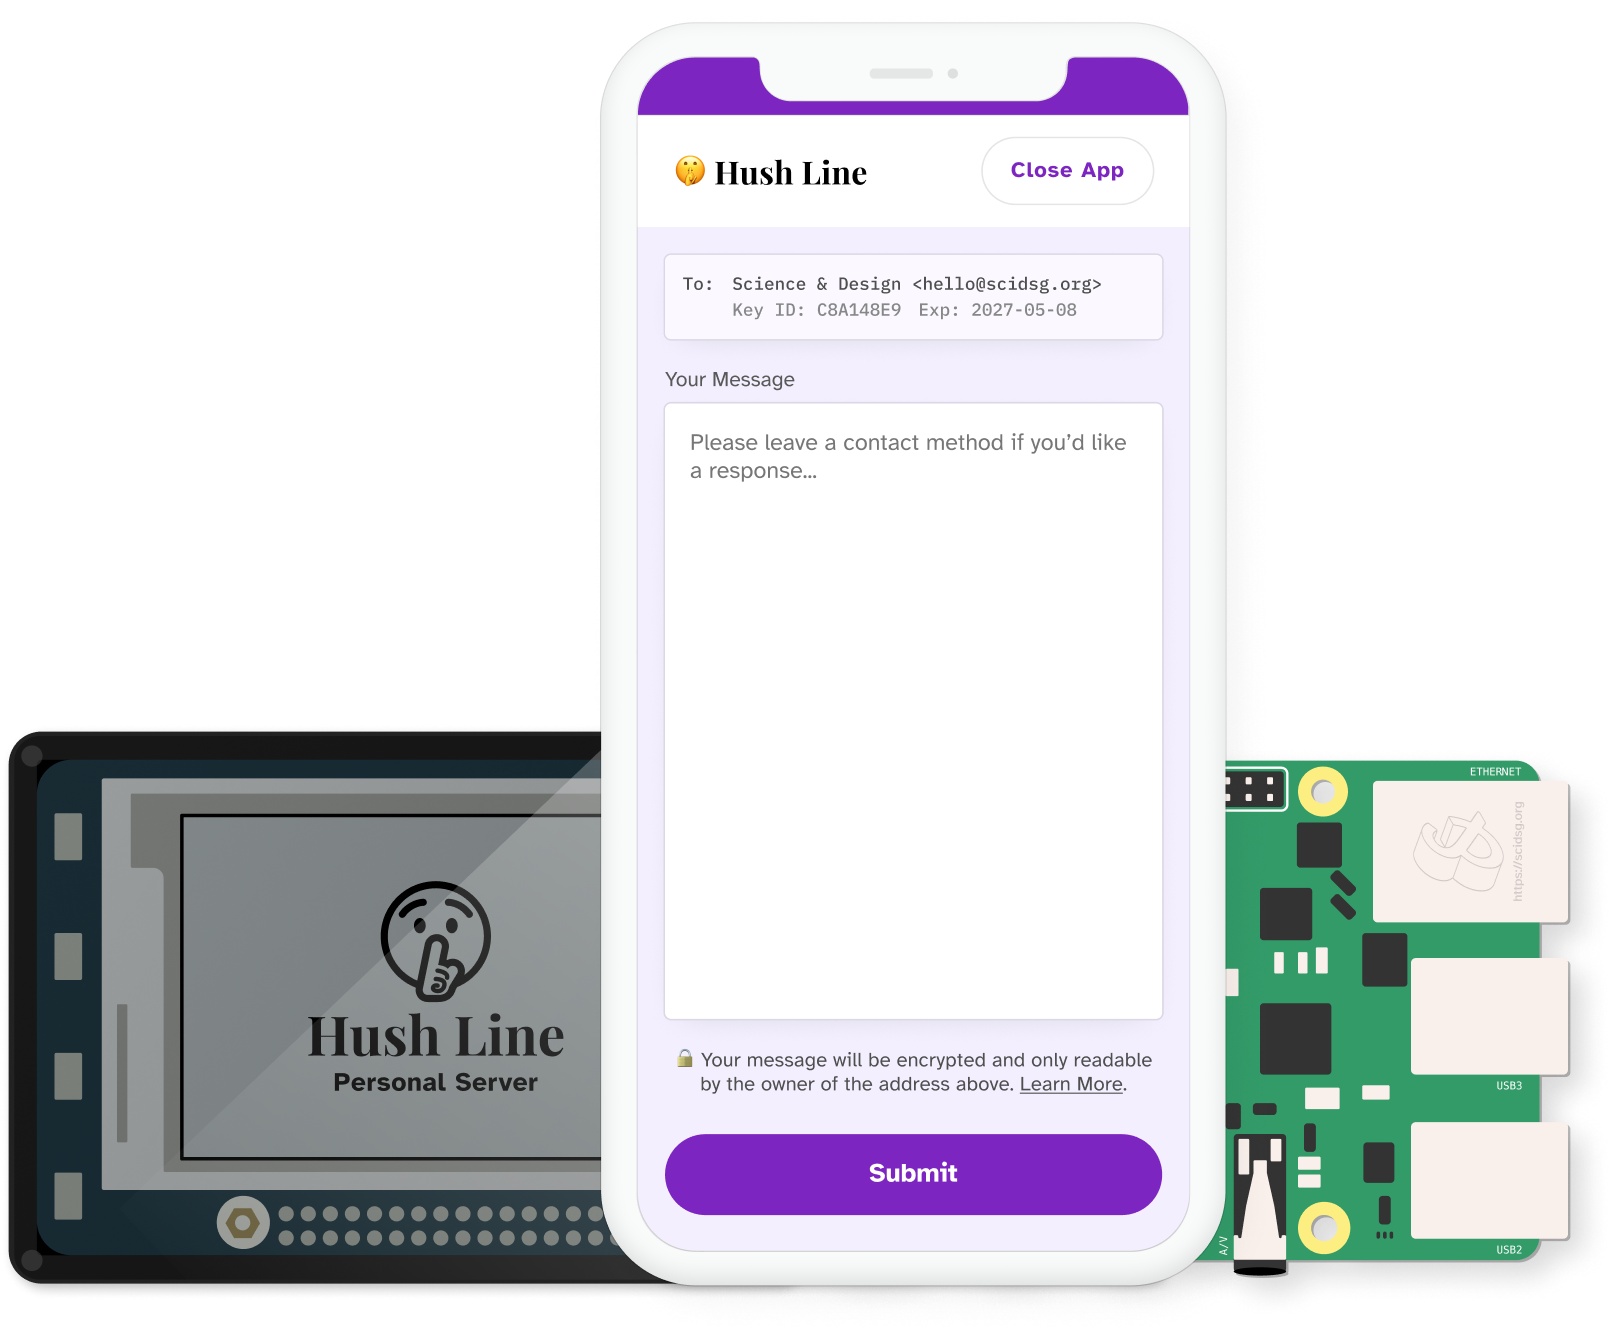 Hush Line
Close App
To: Science & Design <hello@scidsg.org>
Key ID: C8A148E9 Exp: 2027-05-08
Your Message
Please leave a contact method if you’d like
a response...
🔒 Your message will be encrypted and only readable
by the owner of the address above. Learn More.
Submit
Hush Line
Personal Server
ETHERNET
https://scidsg.org
USB3
USB2
A/V